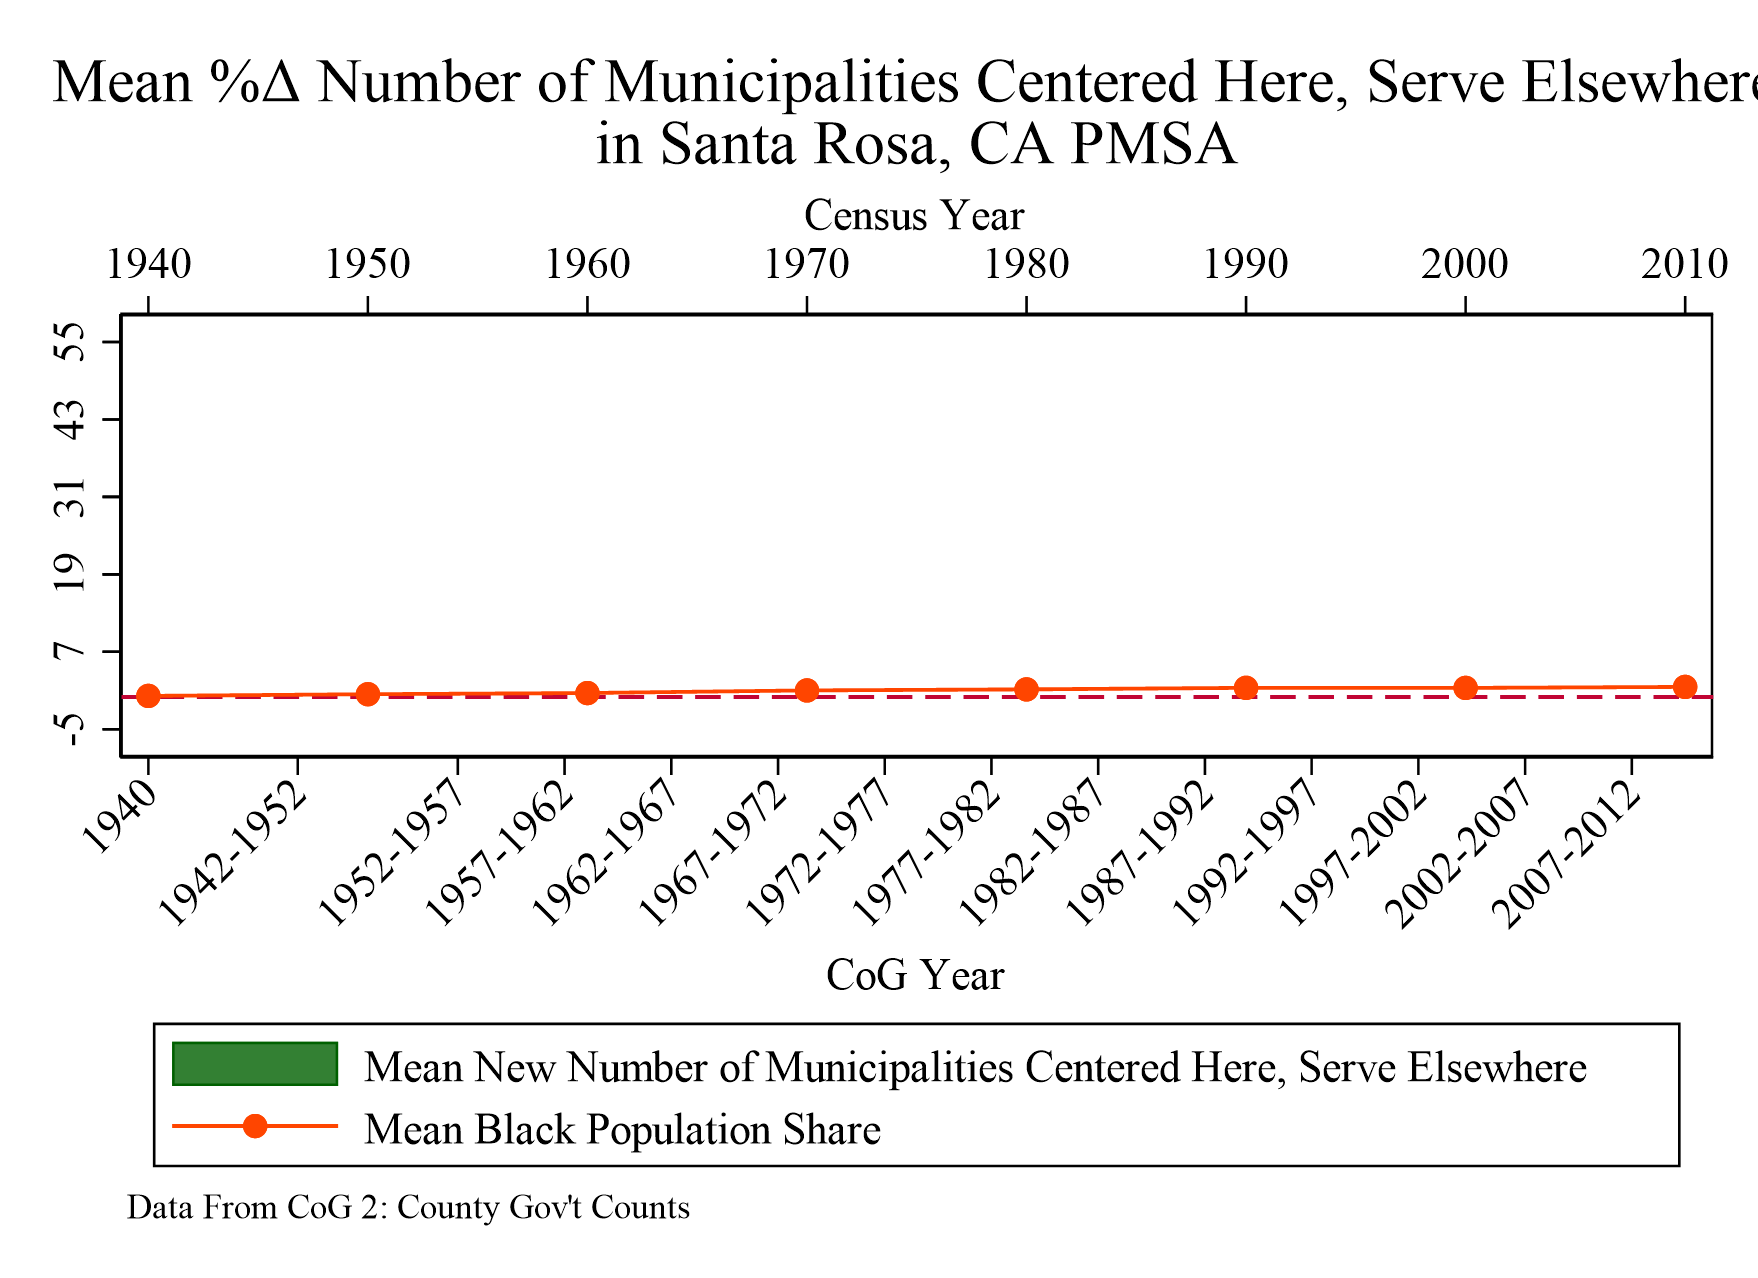 Mean %Δ Number of Municipalities Centered Here, Serve Elsewhere
in Santa Rosa, CA PMSA
Census Year
1940 1950 1960 1970 1980 1990 2000 2010
55
43
31
19
7
-5
1940 1942-1952 1952-1957 1957-1962 1962-1967 1967-1972 1972-1977 1977-1982 1982-1987 1987-1992 1992-1997 1997-2002 2002-2007 2007-2012
CoG Year
Mean New Number of Municipalities Centered Here, Serve Elsewhere
Mean Black Population Share
Data From CoG 2: County Gov't Counts